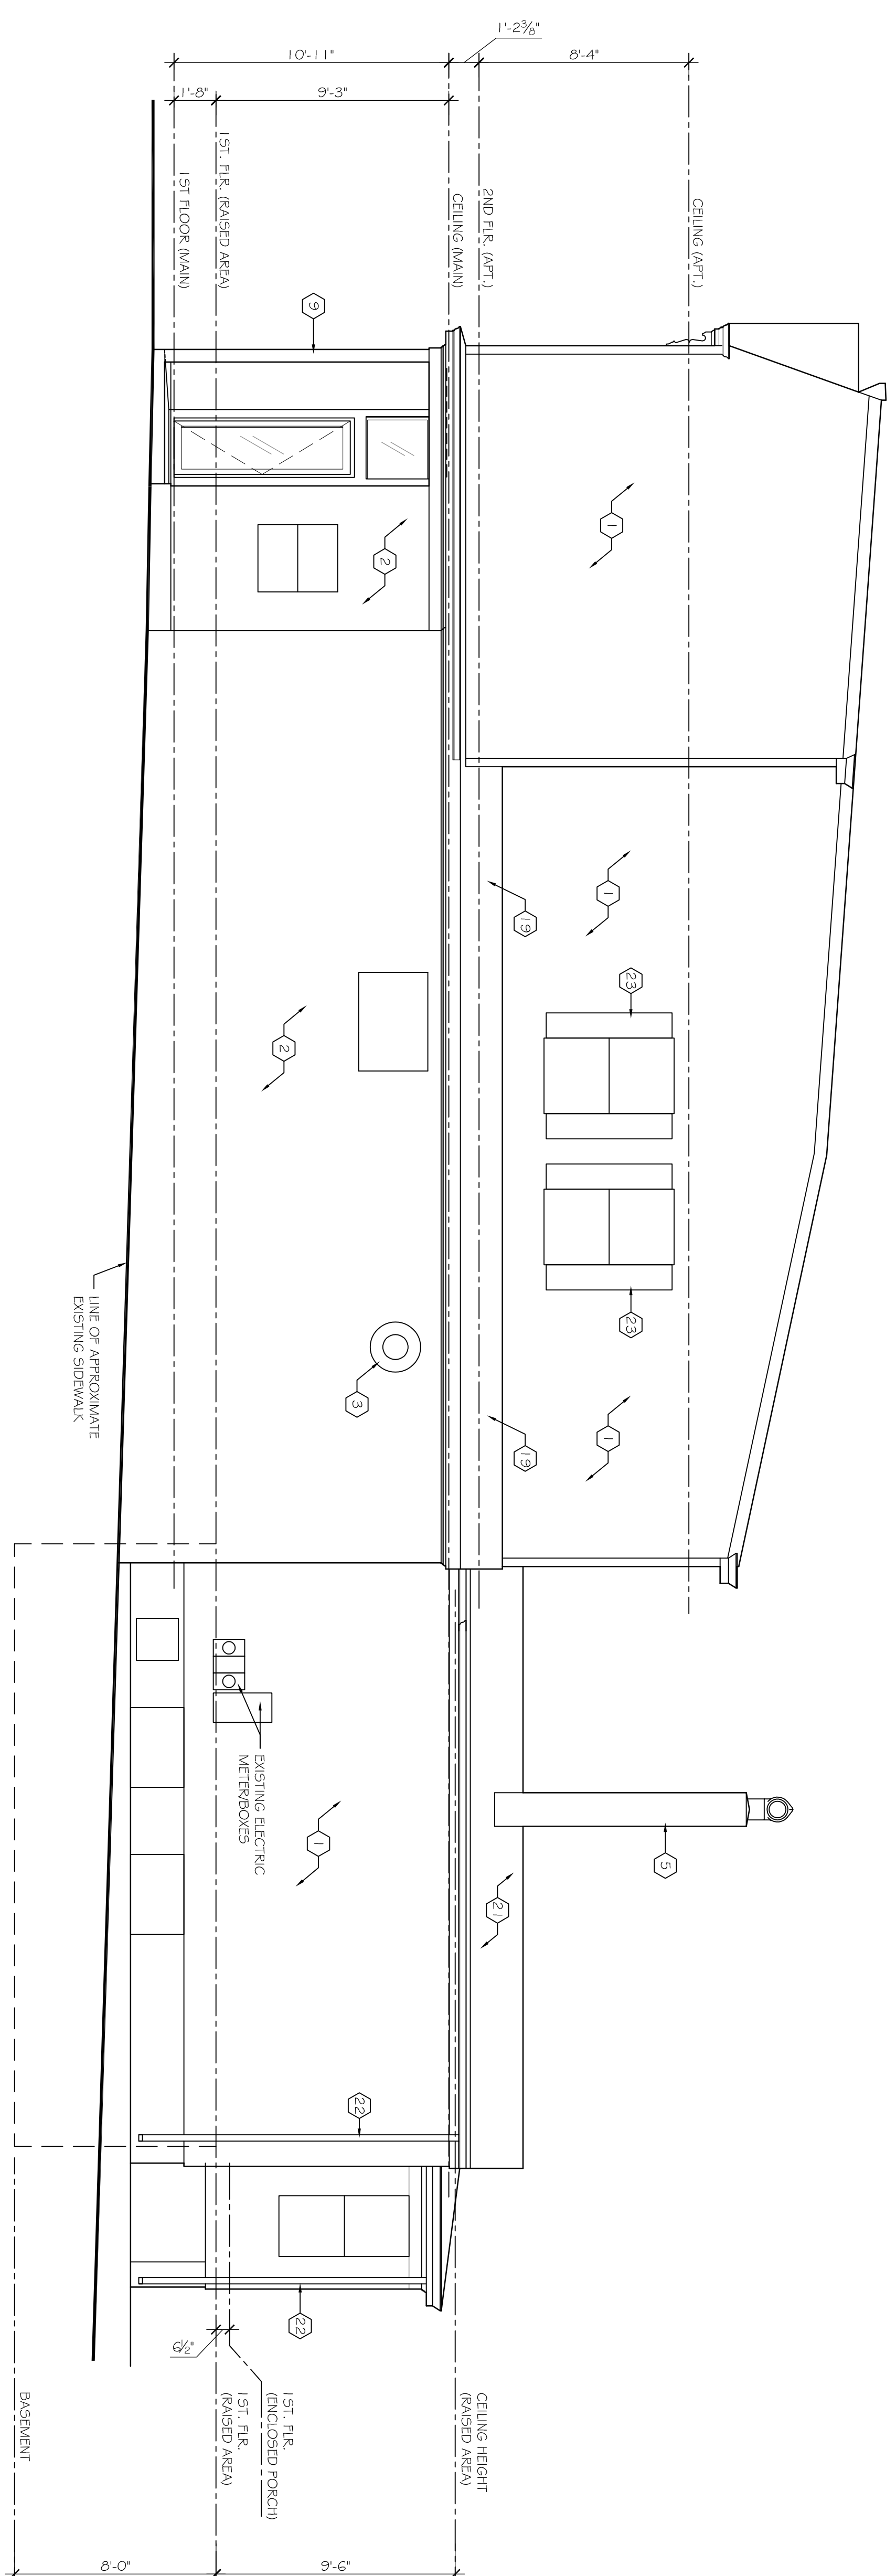 1'-2⅜"
10'-11"
8'-4"
1'-8"
9'-3"
1ST. FLR. (RAISED AREA)
1ST FLOOR (MAIN)
CEILING (MAIN)
2ND FLR. (APT.)
CEILING (APT.)
9
1
2
1
19
23
2
23
3
1
19
LINE OF APPROXIMATE
EXISTING SIDEWALK
EXISTING ELECTRIC
METER/BOXES
1
5
21
22
22
6½"
1ST. FLR.
(ENCLOSED PORCH)
1ST. FLR.
(RAISED AREA)
CEILING HEIGHT
(RAISED AREA)
BASEMENT
8'-0"
9'-6"